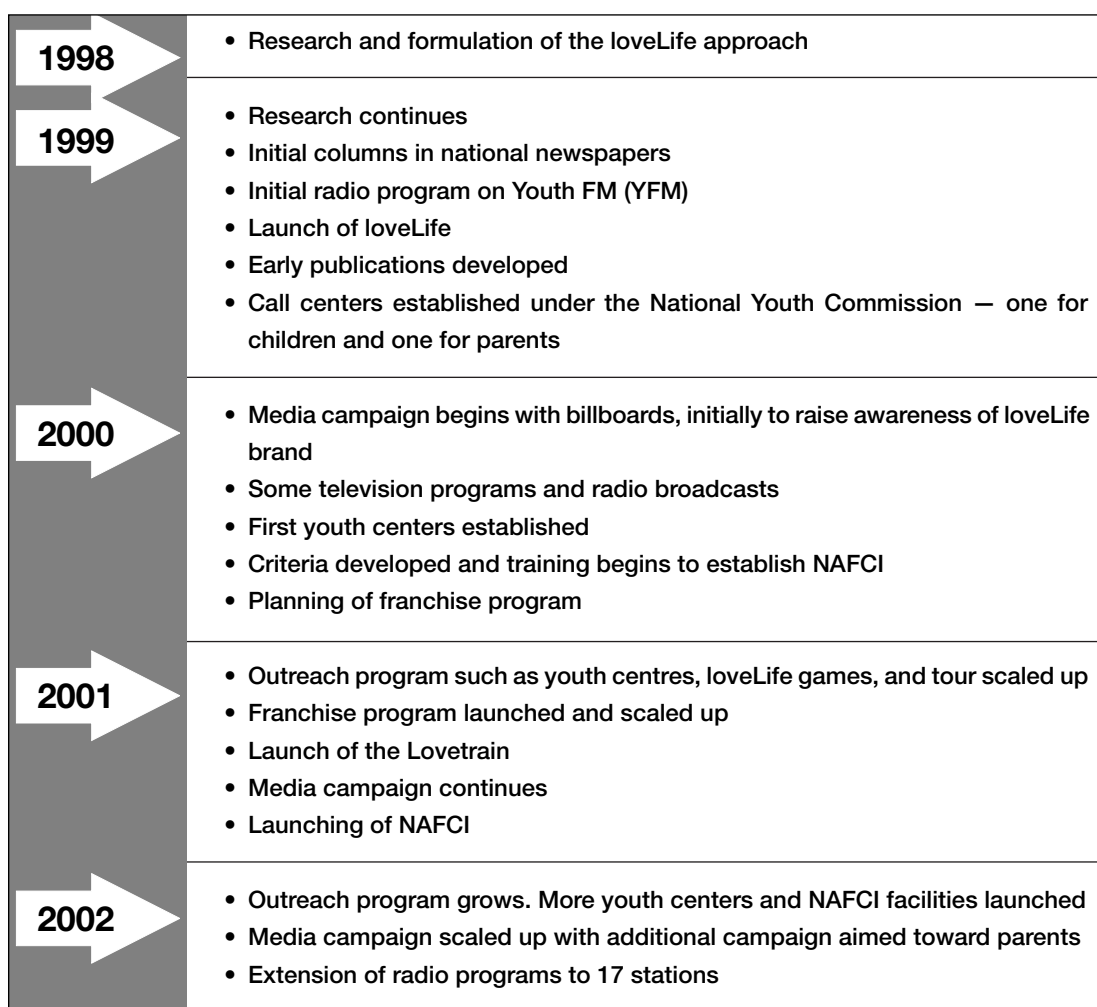 1998
• Research and formulation of the loveLife approach
1999
• Research continues
• Initial columns in national newspapers
• Initial radio program on Youth FM (YFM)
• Launch of loveLife
• Early publications developed
• Call centers established under the National Youth Commission — one for
children and one for parents
2000
• Media campaign begins with billboards, initially to raise awareness of loveLife
brand
• Some television programs and radio broadcasts
• First youth centers established
• Criteria developed and training begins to establish NAFCI
• Planning of franchise program
2001
• Outreach program such as youth centres, loveLife games, and tour scaled up
• Franchise program launched and scaled up
• Launch of the Lovetrain
• Media campaign continues
• Launching of NAFCI
2002
• Outreach program grows. More youth centers and NAFCI facilities launched
• Media campaign scaled up with additional campaign aimed toward parents
• Extension of radio programs to 17 stations